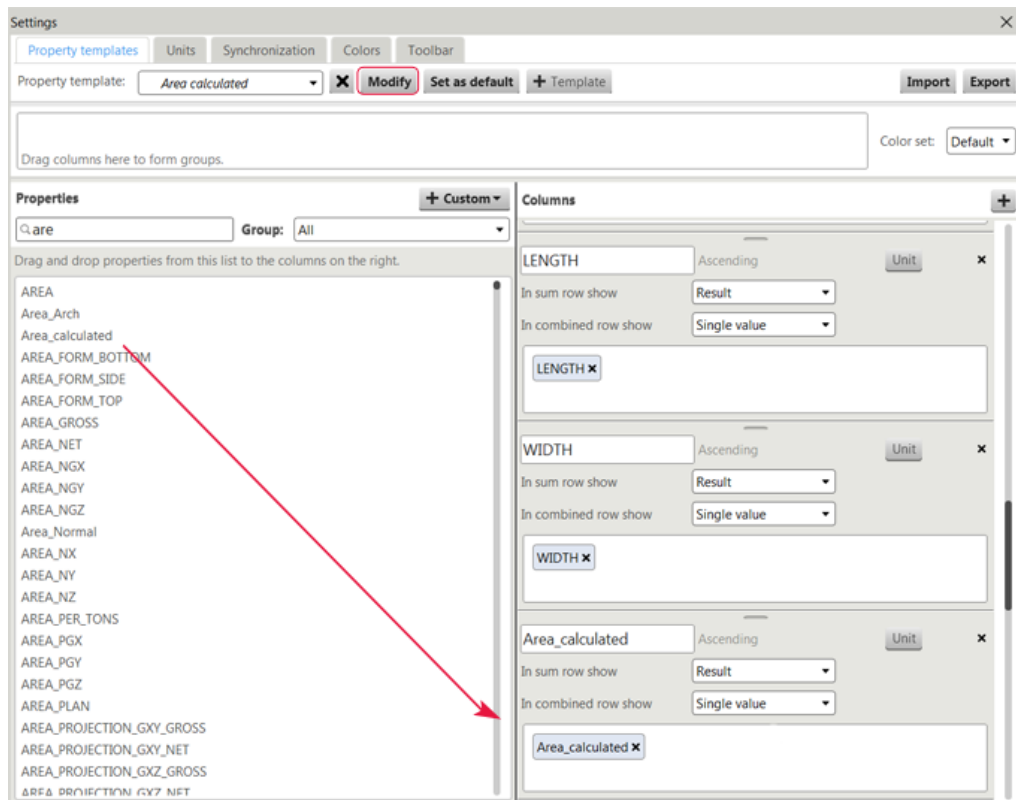 Settings
Property templates Units Synchronization Colors Toolbar
Property template: Area calculated Modify Set as default + Template Import Export
Drag columns here to form groups.
Color set: Default
Properties + Custom
are Group: All
Drag and drop properties from this list to the columns on the right.
AREA
Area_Arch
Area_calculated
AREA_FORM_BOTTOM
AREA_FORM_SIDE
AREA_FORM_TOP
AREA_GROSS
AREA_NET
AREA_NGX
AREA_NGY
AREA_NGZ
Area_Normal
AREA_NX
AREA_NY
AREA_NZ
AREA_PER_TONS
AREA_PGX
AREA_PGY
AREA_PGZ
AREA_PLAN
AREA_PROJECTION_GXY_GROSS
AREA_PROJECTION_GXY_NET
AREA_PROJECTION_GXZ_GROSS
AREA_PROJECTION_GXZ_NET
Columns +
LENGTH Ascending Unit
In sum row show Result
In combined row show Single value
LENGTH
WIDTH Ascending Unit
In sum row show Result
In combined row show Single value
WIDTH
Area_calculated Ascending Unit
In sum row show Result
In combined row show Single value
Area_calculated